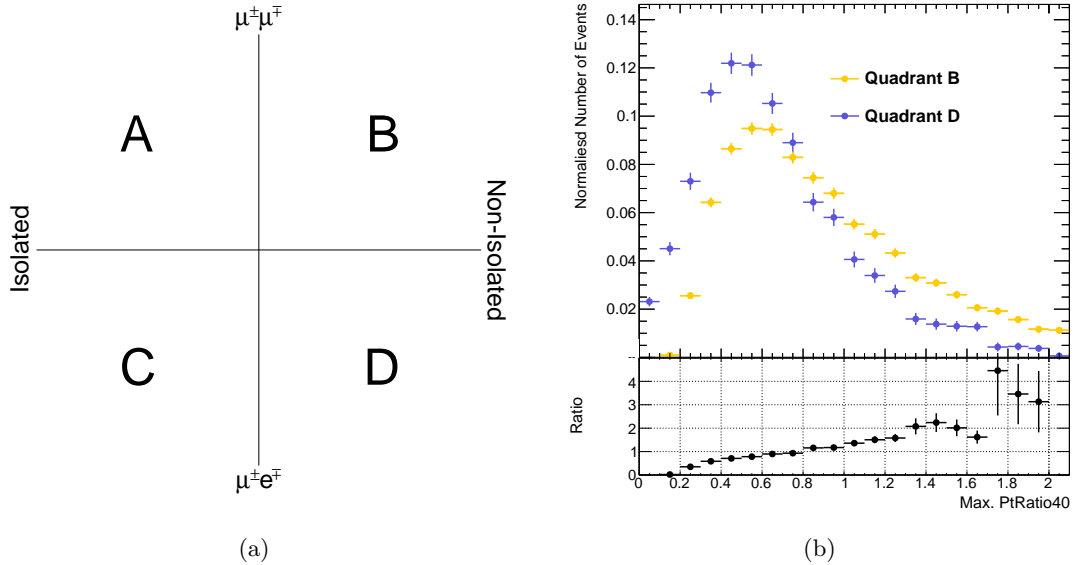 μ±μ∓
A
B
Isolated
Non-Isolated
C
D
μ±e∓
(a)
Normaliesd Number of Events
0.14
0.12
0.1
0.08
0.06
0.04
0.02
Quadrant B
Quadrant D
Ratio
4
3
2
1
0
0 0.2 0.4 0.6 0.8 1 1.2 1.4 1.6 1.8 2
Max. PtRatio40
(b)